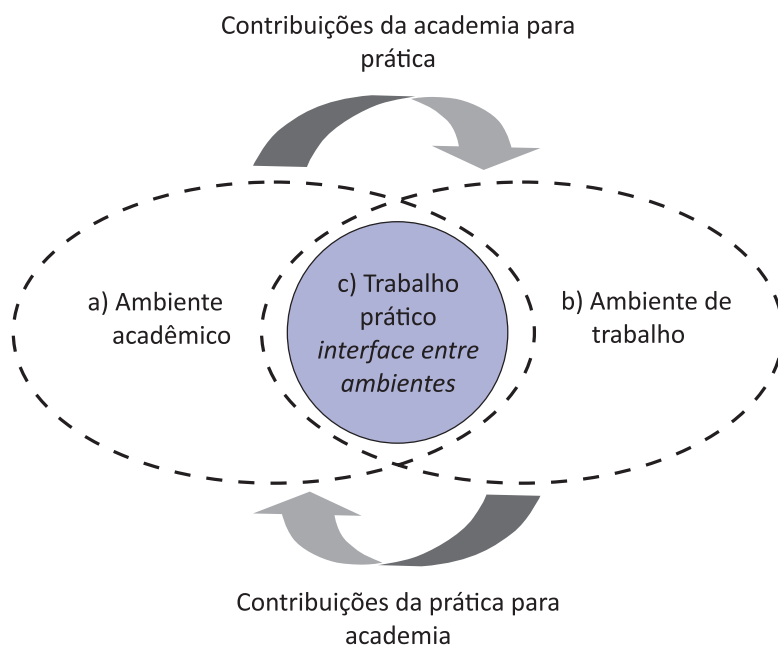 Contribuições da academia para
prática
a) Ambiente
acadêmico
c) Trabalho
prático
interface entre
ambientes
b) Ambiente de
trabalho
Contribuições da prática para
academia